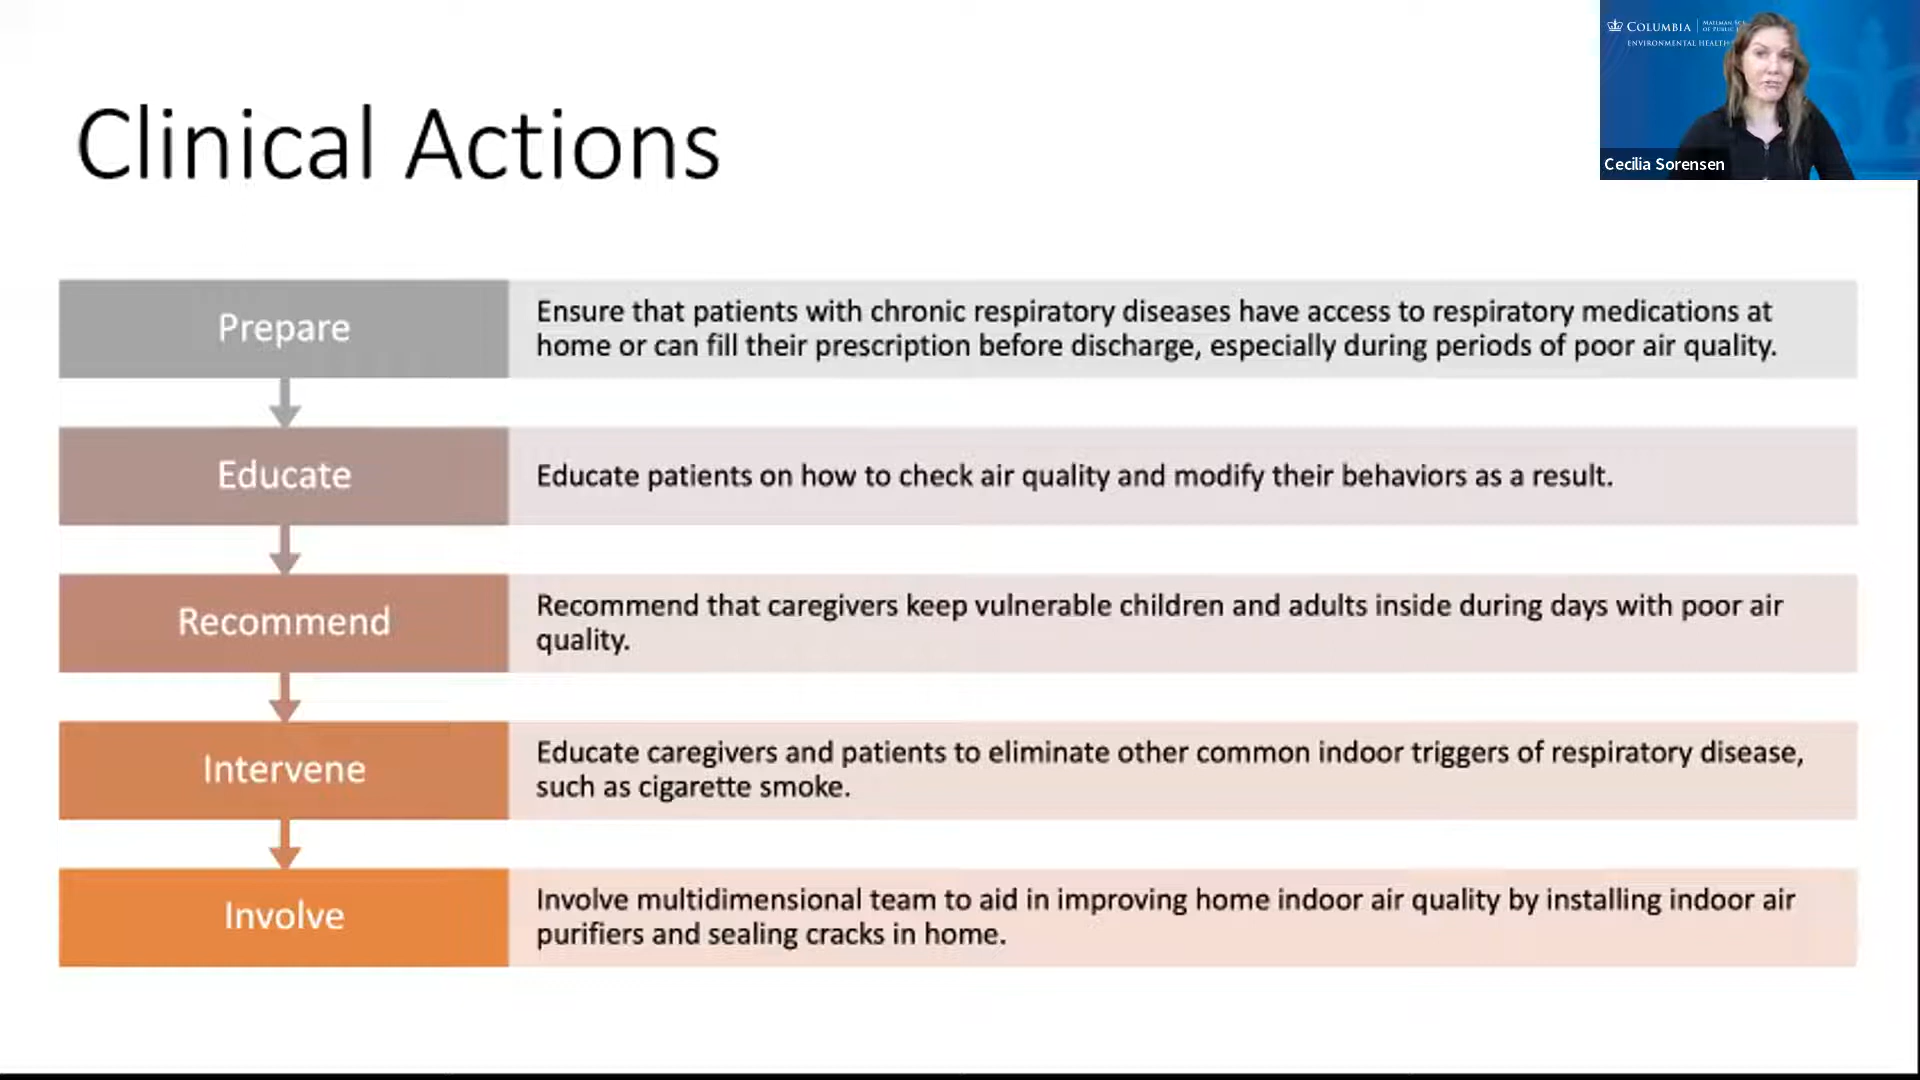 COLUMBIA
MAILMAN
OF PUBLIC
ENVIRONMENTAL HEALTH
Cecilia Sorensen
Clinical Actions
Prepare
Ensure that patients with chronic respiratory diseases have access to respiratory medications at
home or can fill their prescription before discharge, especially during periods of poor air quality.
Educate
Educate patients on how to check air quality and modify their behaviors as a result.
Recommend
Recommend that caregivers keep vulnerable children and adults inside during days with poor air
quality.
Intervene
Educate caregivers and patients to eliminate other common indoor triggers of respiratory disease,
such as cigarette smoke.
Involve
Involve multidimensional team to aid in improving home indoor air quality by installing indoor air
purifiers and sealing cracks in home.